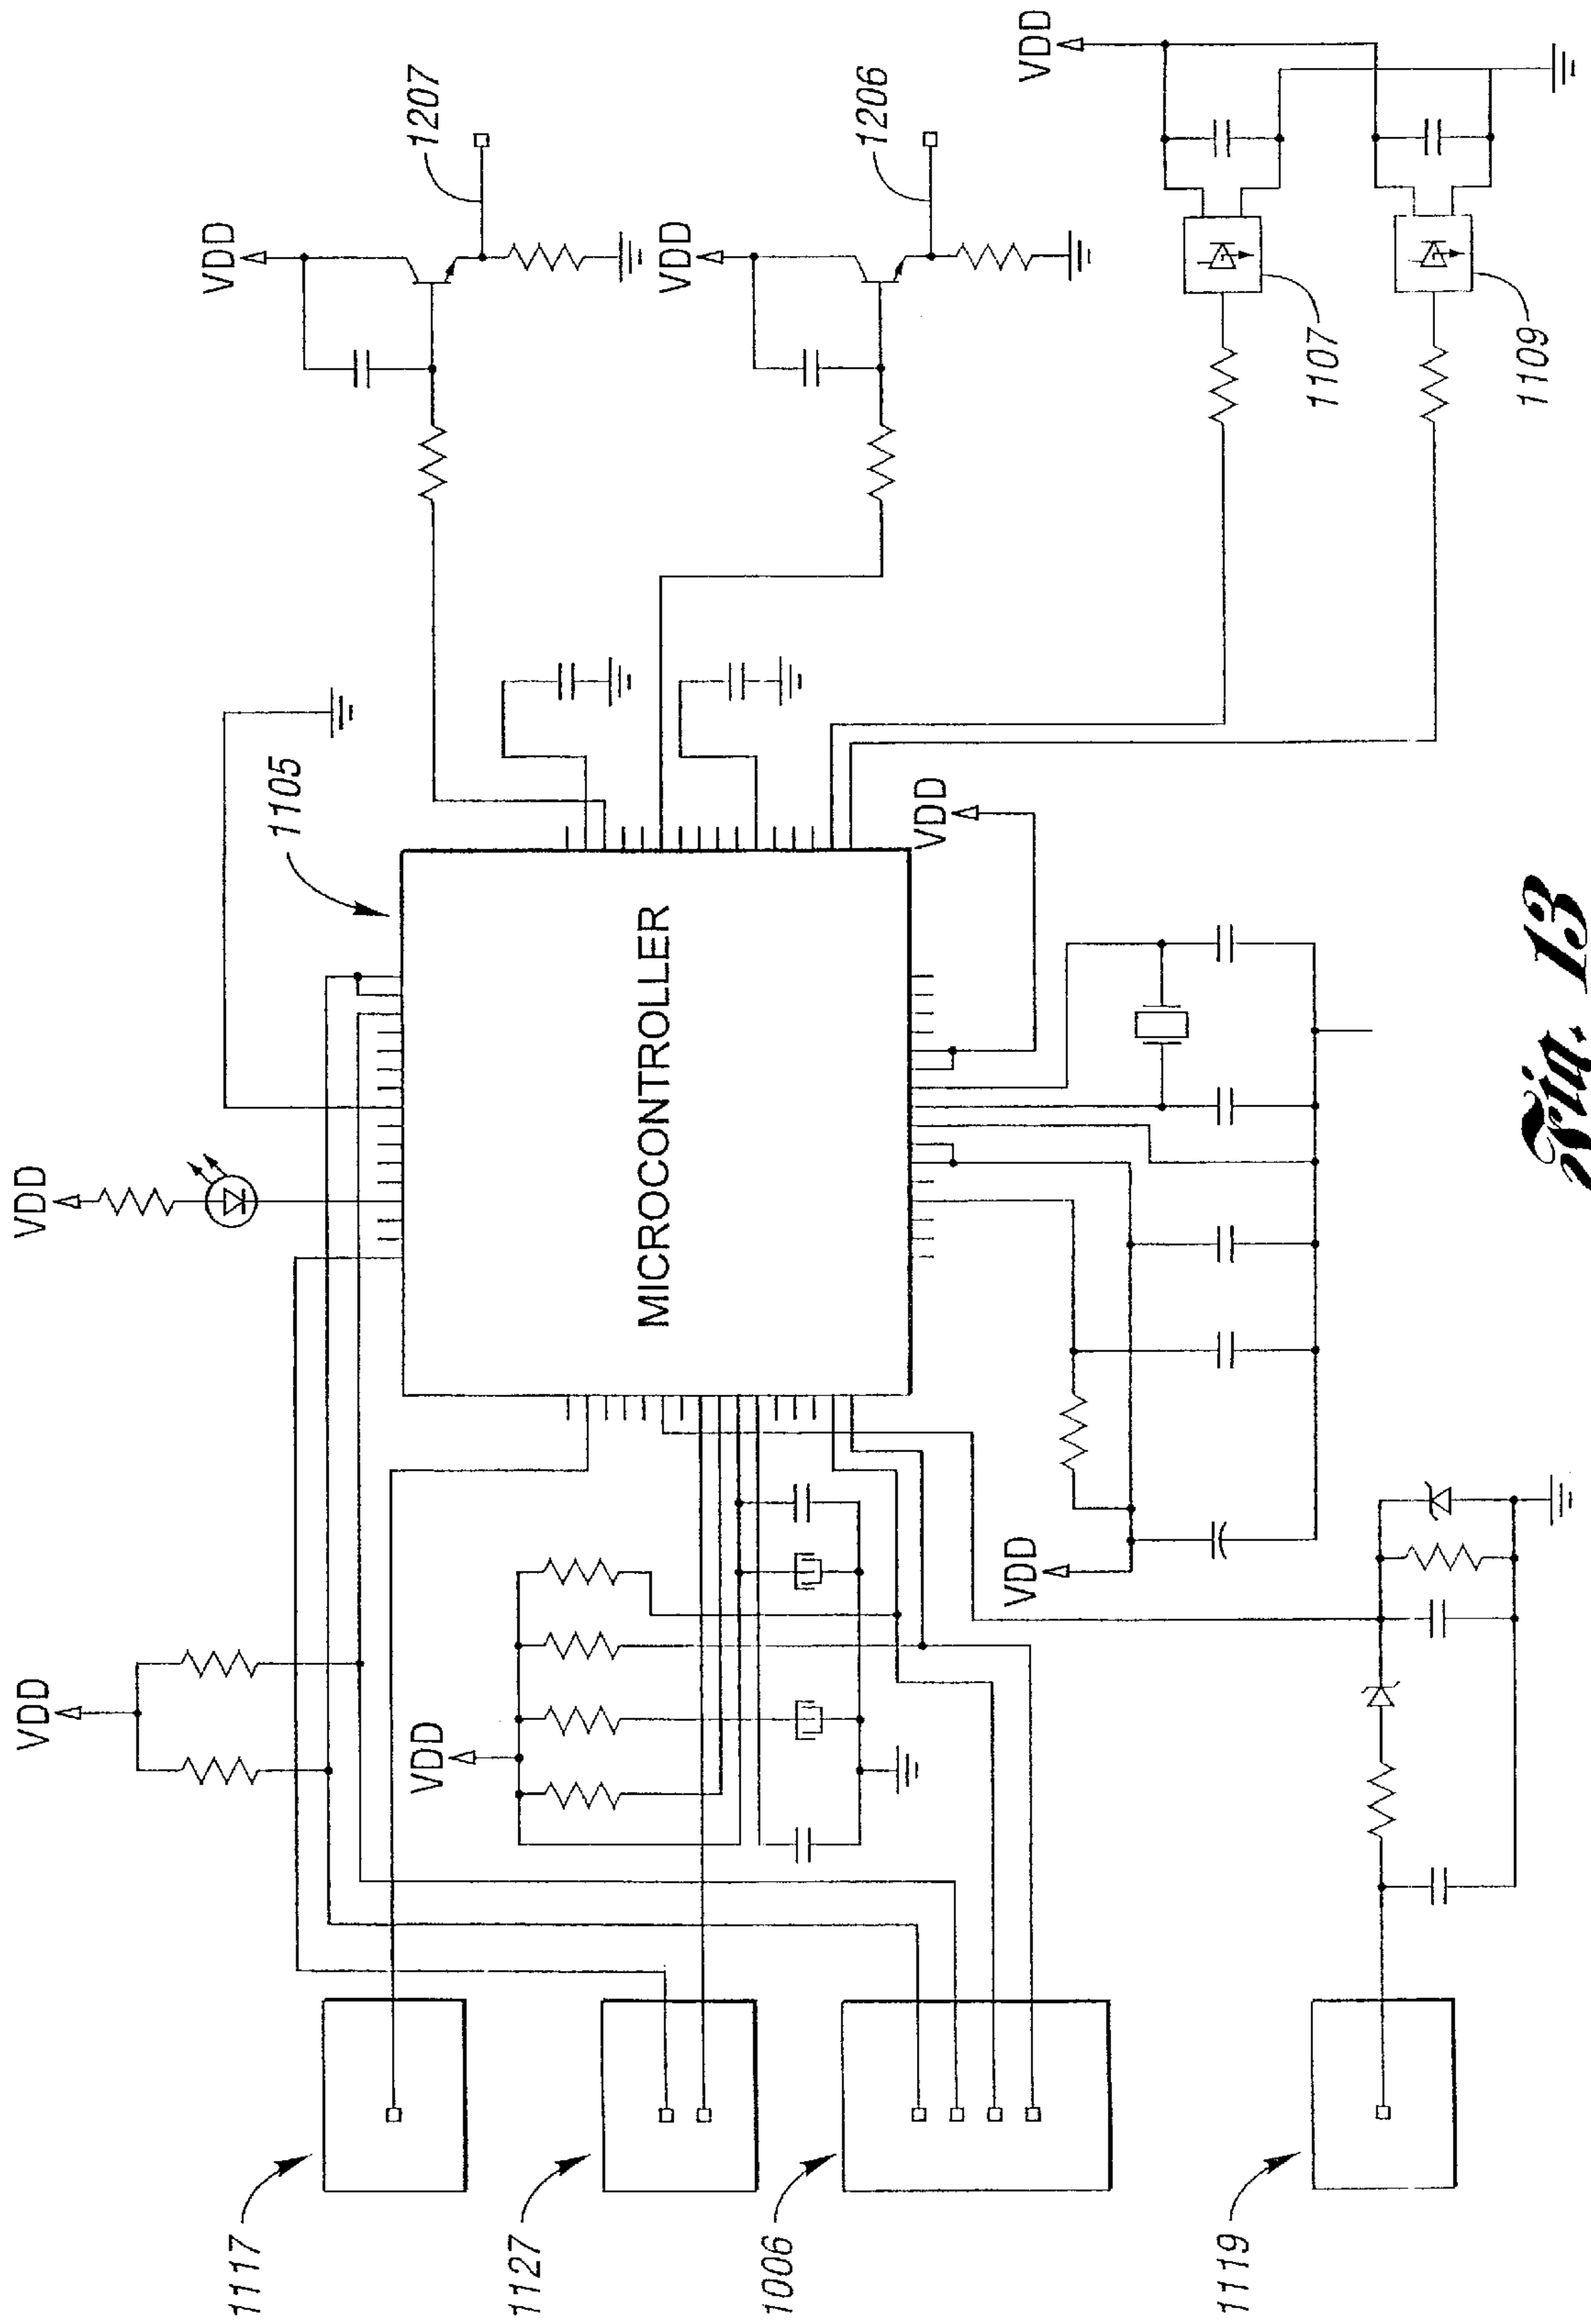 VDD
VDD
VDD
1207
1117
1105
VDD
1127
VDD
1206
MICROCONTROLLER
1006
VDD
VDD
VDD
1107
1119
1109
Fig. 13